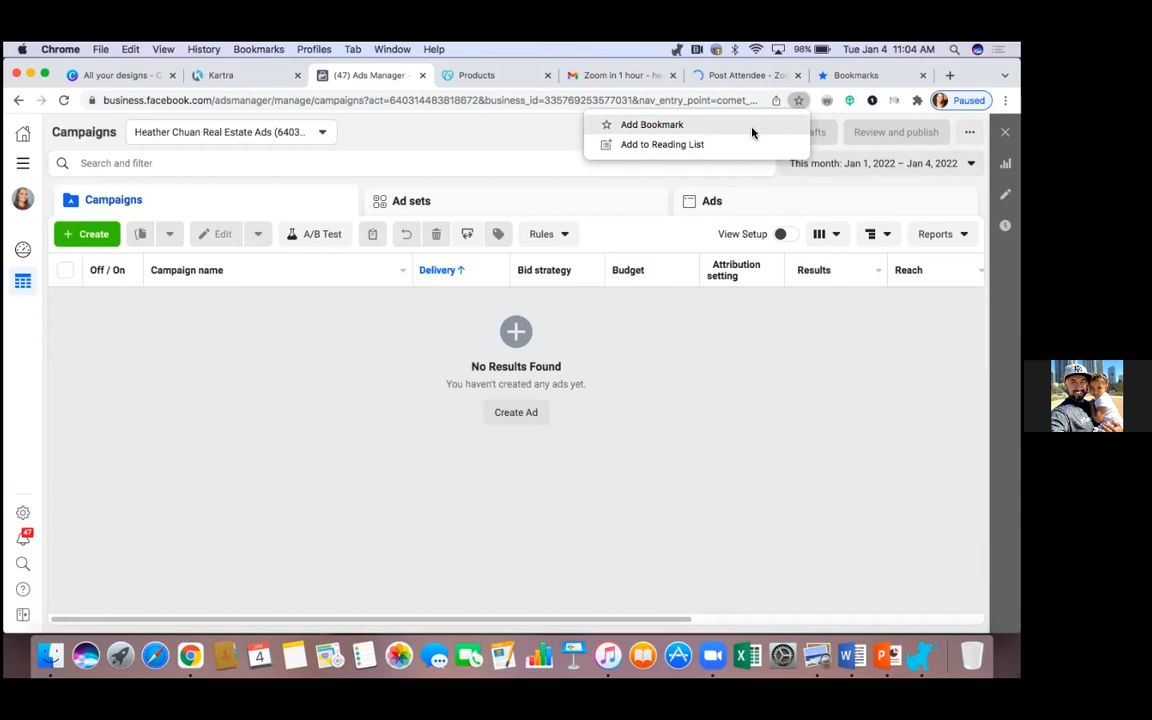 Chrome File Edit View History Bookmarks Profiles Tab Window Help 98% Tue Jan 4 11:04 AM
All your designs - C Kartra (47) Ads Manager - Products Zoom in 1 hour - he Post Attendee - Zo Bookmarks
business.facebook.com/adsmanager/manage/campaigns?act=640314483818672&business_id=335769253577031&nav_entry_point=comet_... Paused
Add Bookmark
Add to Reading List
Campaigns Heather Chuan Real Estate Ads (6403... afts Review and publish
Search and filter This month: Jan 1, 2022 – Jan 4, 2022
Campaigns Ad sets Ads
+ Create Edit A/B Test Rules View Setup Reports
Off / On Campaign name Delivery ↑ Bid strategy Budget Attribution setting Results Reach
No Results Found
You haven't created any ads yet.
Create Ad
47